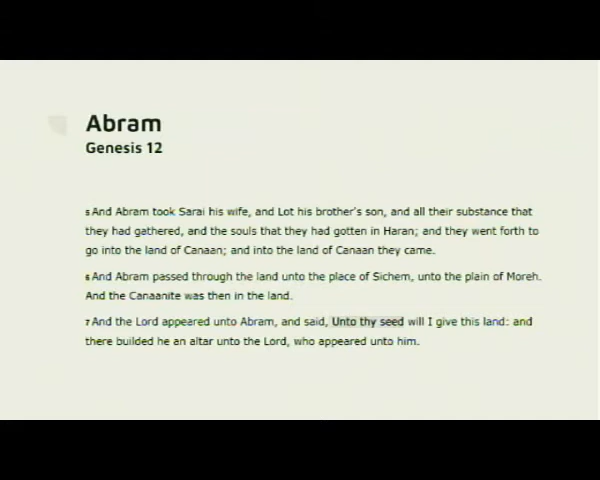 Abram
Genesis 12
5 And Abram took Sarai his wife, and Lot his brother's son, and all their substance that
they had gathered, and the souls that they had gotten in Haran; and they went forth to
go into the land of Canaan; and into the land of Canaan they came.
6 And Abram passed through the land unto the place of Sichem, unto the plain of Moreh.
And the Canaanite was then in the land.
7 And the Lord appeared unto Abram, and said, Unto thy seed will I give this land: and
there builded he an altar unto the Lord, who appeared unto him.